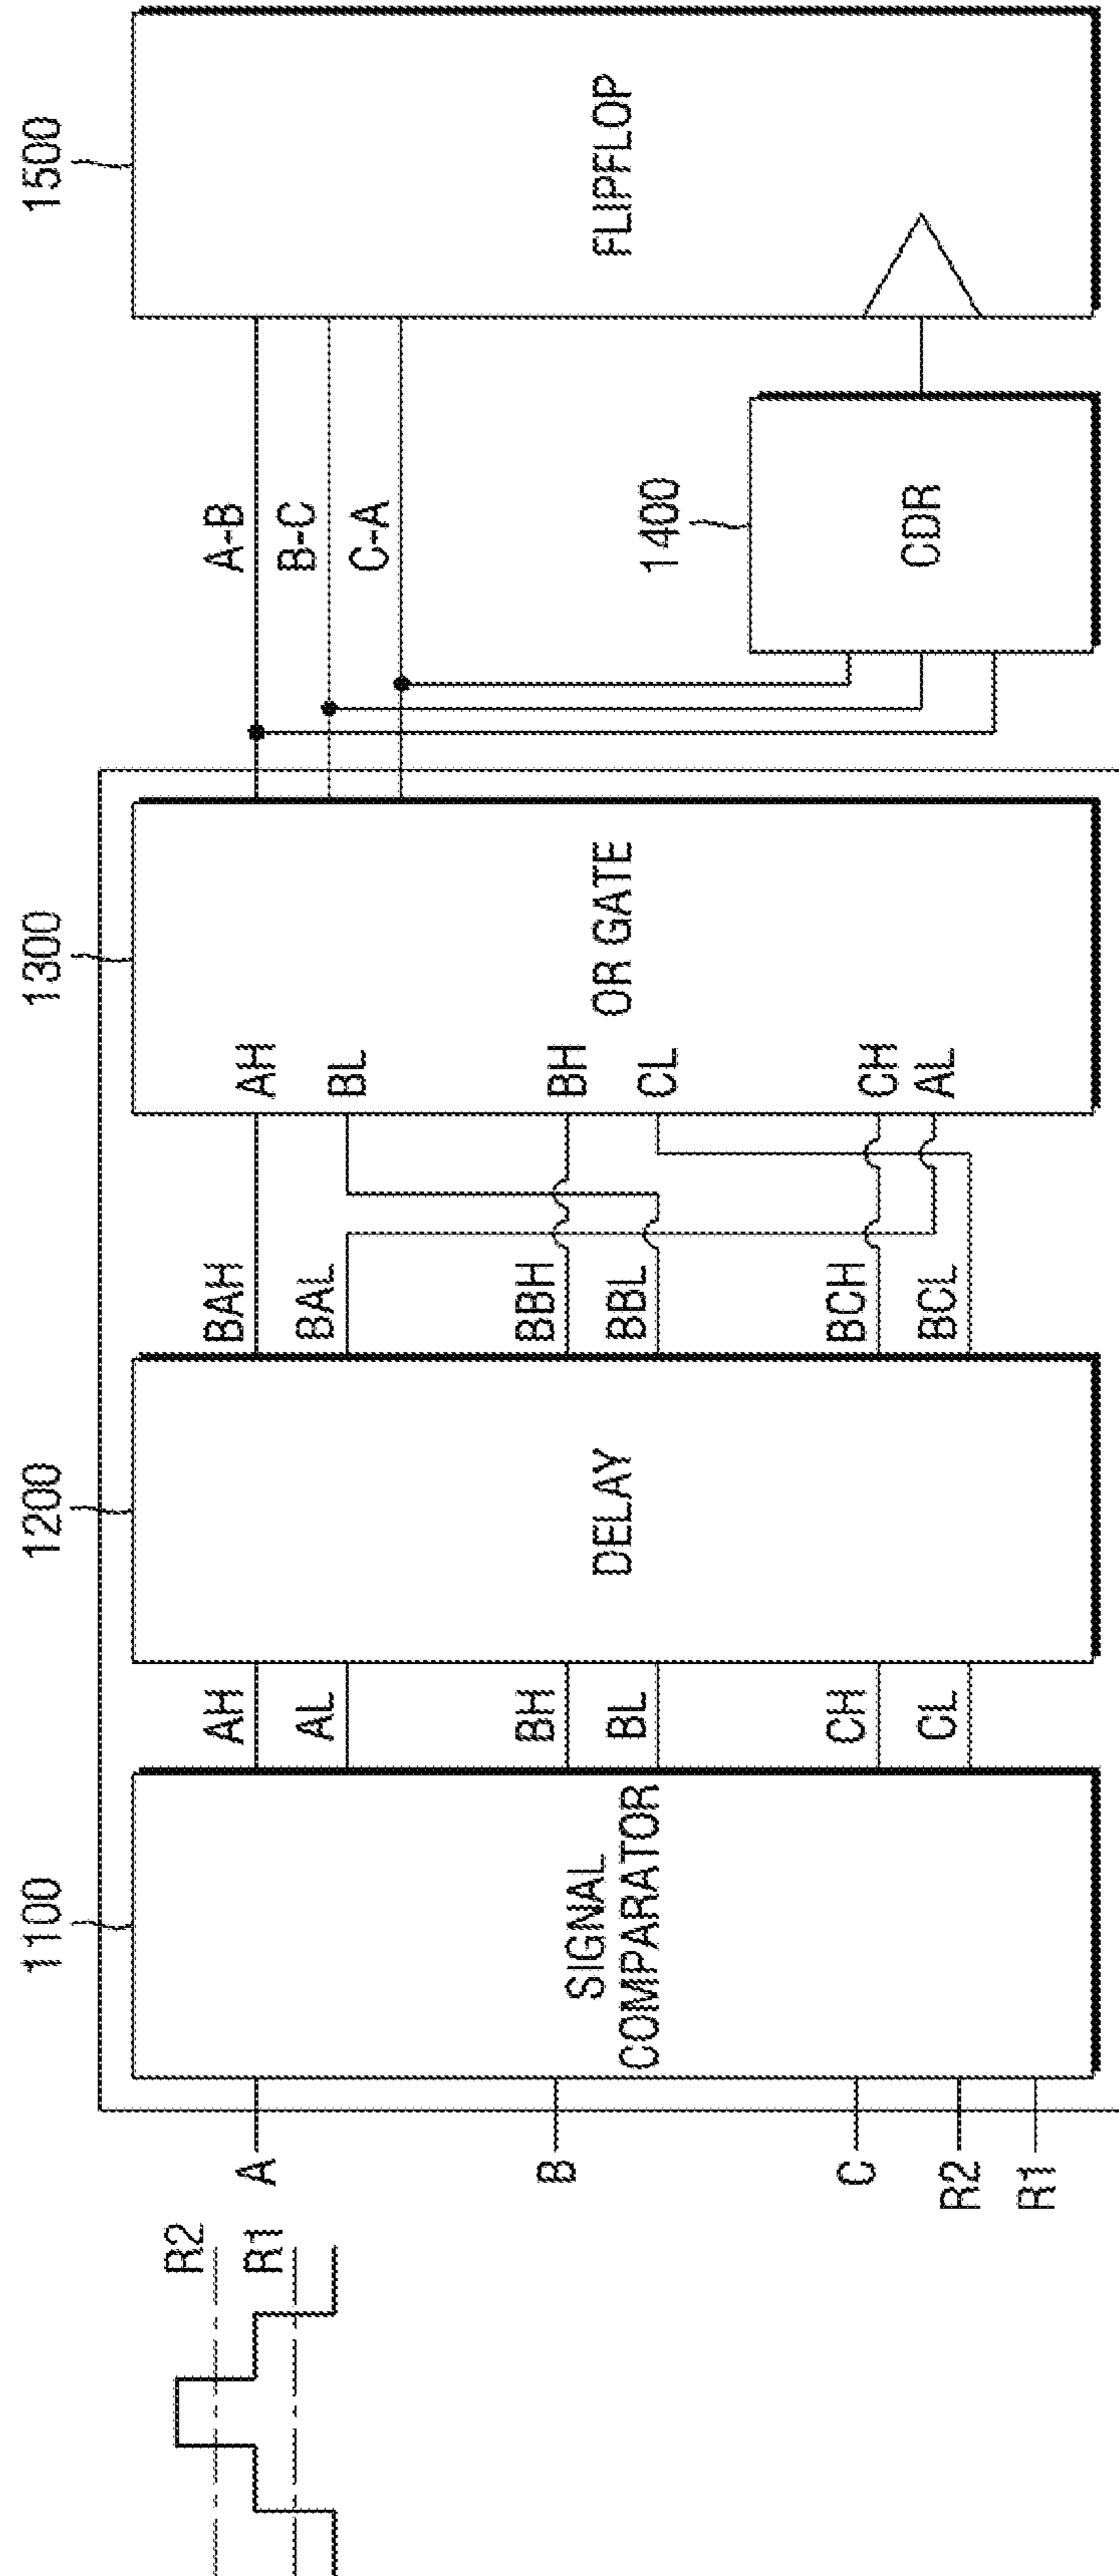 R2
R1
A
B
C
R2
R1
1100
SIGNAL
COMPARATOR
AH
AL
BH
BL
CH
CL
1200
DELAY
BAH
BAL
BBH
BBL
BCH
BCL
1300
AH
BL
BH
CL
CH
AL
OR GATE
A-B
B-C
C-A
1400
CDR
1500
FLIPFLOP